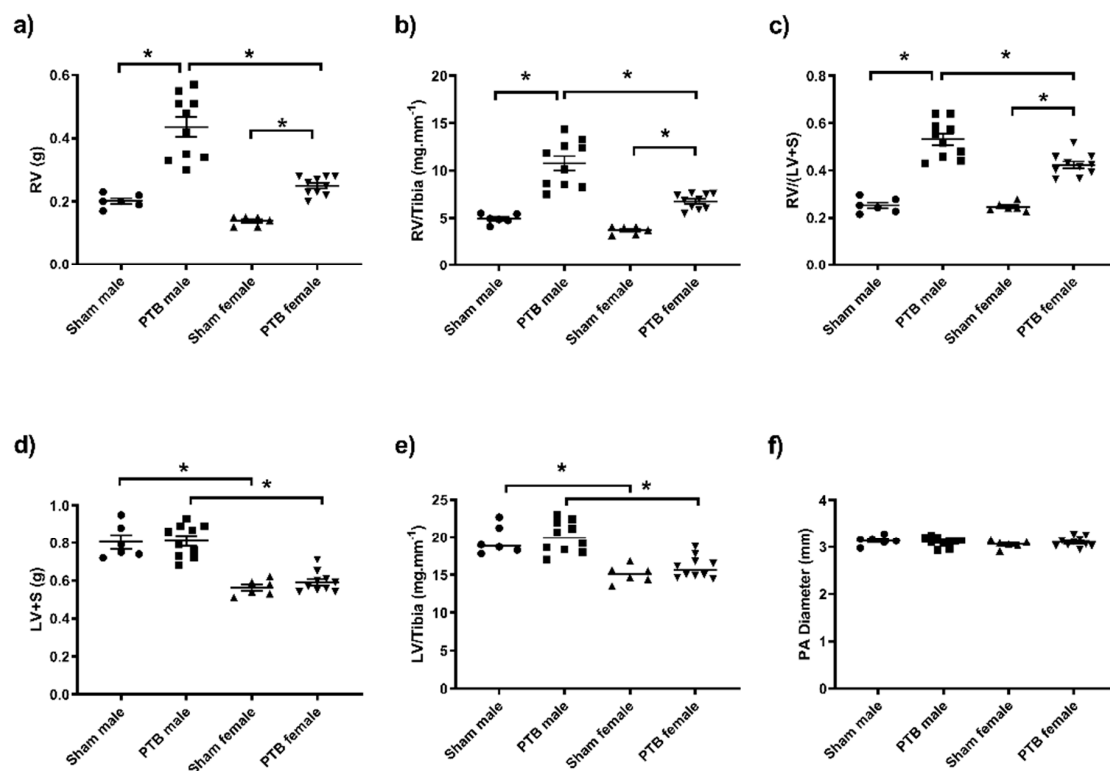 a)
*
*
*
RV (g)
0.6
0.4
0.2
0.0
Sham male
PTB male
Sham female
PTB female
b)
*
*
*
RV/Tibia (mg.mm⁻¹)
20
15
10
5
0
Sham male
PTB male
Sham female
PTB female
c)
*
*
*
RV/(LV+S)
0.8
0.6
0.4
0.2
0.0
Sham male
PTB male
Sham female
PTB female
d)
*
*
LV+S (g)
1.0
0.8
0.6
0.4
0.2
0.0
Sham male
PTB male
Sham female
PTB female
e)
*
*
LV/Tibia (mg.mm⁻¹)
25
20
15
10
5
0
Sham male
PTB male
Sham female
PTB female
f)
PA Diameter (mm)
4
3
2
1
0
Sham male
PTB male
Sham female
PTB female